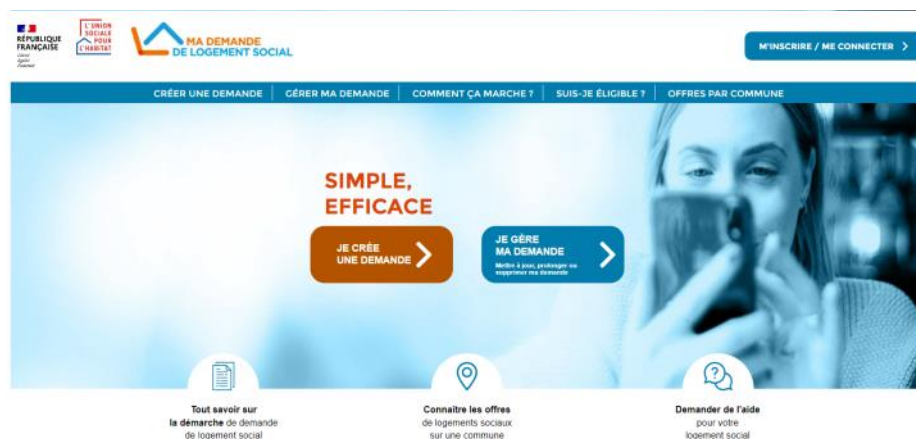 RÉPUBLIQUE
FRANÇAISE
Liberté
Égalité
Fraternité
L'UNION
SOCIALE
POUR
L'HABITAT
MA DEMANDE
DE LOGEMENT SOCIAL
M'INSCRIRE / ME CONNECTER
CRÉER UNE DEMANDE
GÉRER MA DEMANDE
COMMENT ÇA MARCHE ?
SUIS-JE ÉLIGIBLE ?
OFFRES PAR COMMUNE
SIMPLE,
EFFICACE
JE CRÉE
UNE DEMANDE
JE GÈRE
MA DEMANDE
Mettre à jour, prolonger ou
supprimer ma demande
Tout savoir sur
la démarche de demande
de logement social
Connaître les offres
de logements sociaux
sur une commune
Demander de l'aide
pour votre
logement social